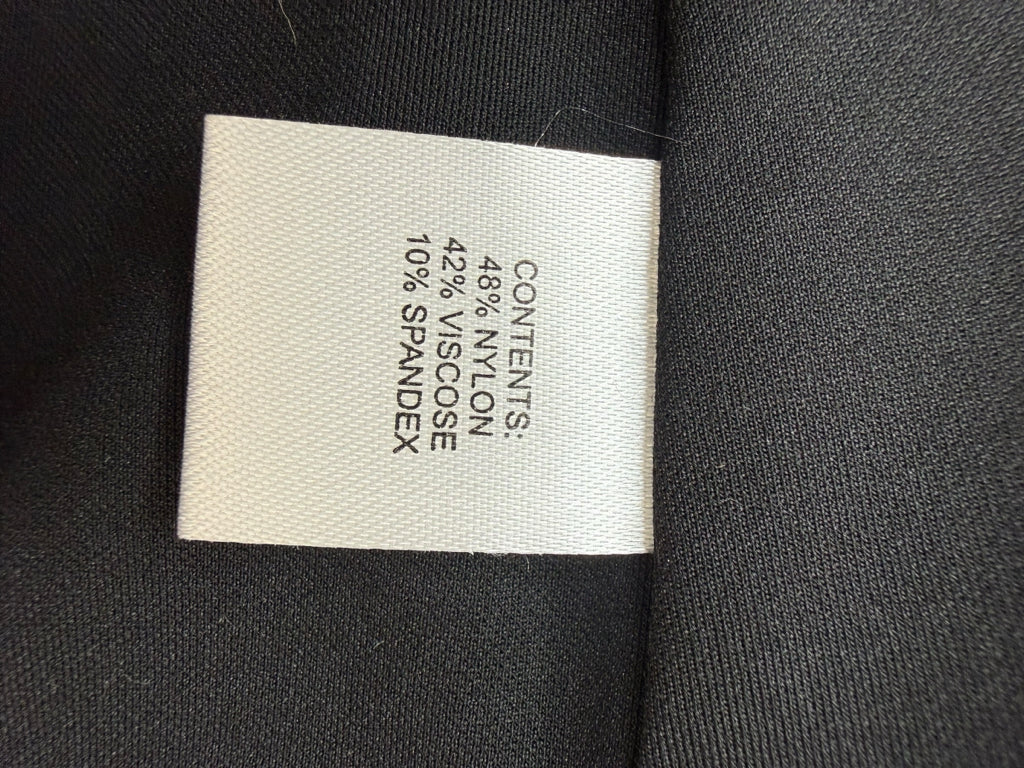 CONTENTS:
48% NYLON
42% VISCOSE
10% SPANDEX